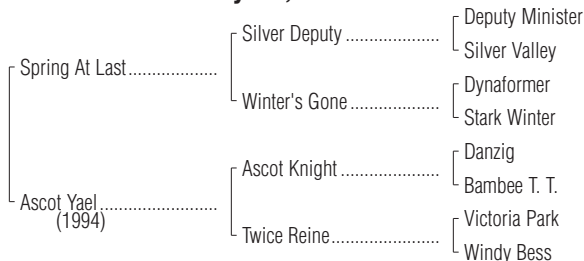 Deputy Minister
Silver Deputy ....................
Silver Valley
Spring At Last...................
Dynaformer
Winter's Gone ...................
Stark Winter
Danzig
Ascot Knight .....................
Bambee T. T.
Ascot Yael.........................
(1994)
Victoria Park
Twice Reine.......................
Windy Bess